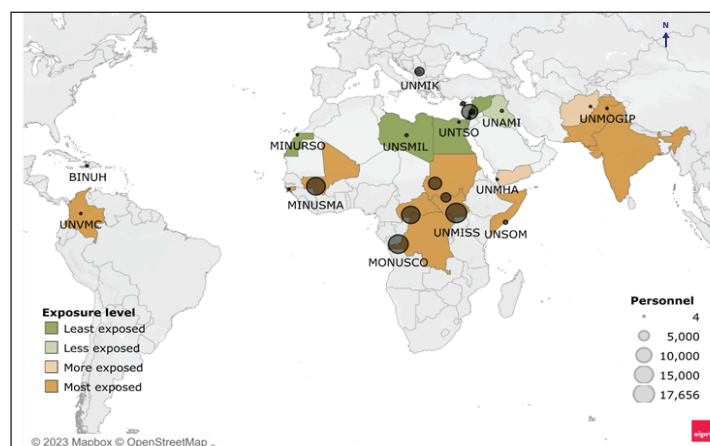 N
UNMIK
UNAMI
UNTSO
UNMOGIP
MINURSO
UNSMIL
BINUH
UNMHA
MINUSMA
UNVMC
UNMISS
UNSOM
MONUSCO
Exposure level
Least exposed
Less exposed
More exposed
Most exposed
Personnel
4
5,000
10,000
15,000
17,656
© 2023 Mapbox © OpenStreetMap